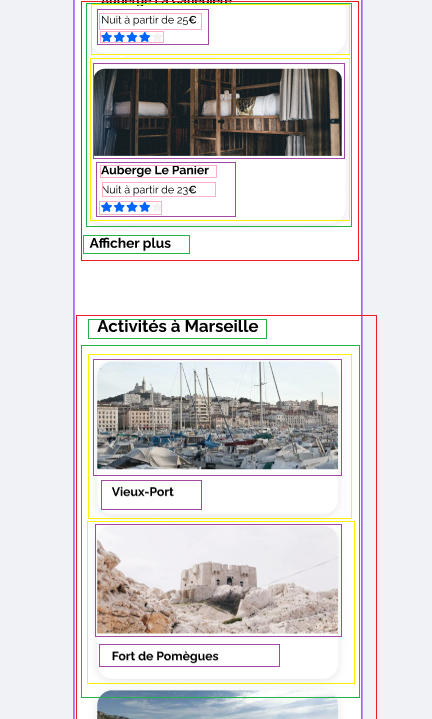 Nuit à partir de 25€
Auberge Le Panier
Nuit à partir de 23€
Afficher plus
Activités à Marseille
Vieux-Port
Fort de Pomègues